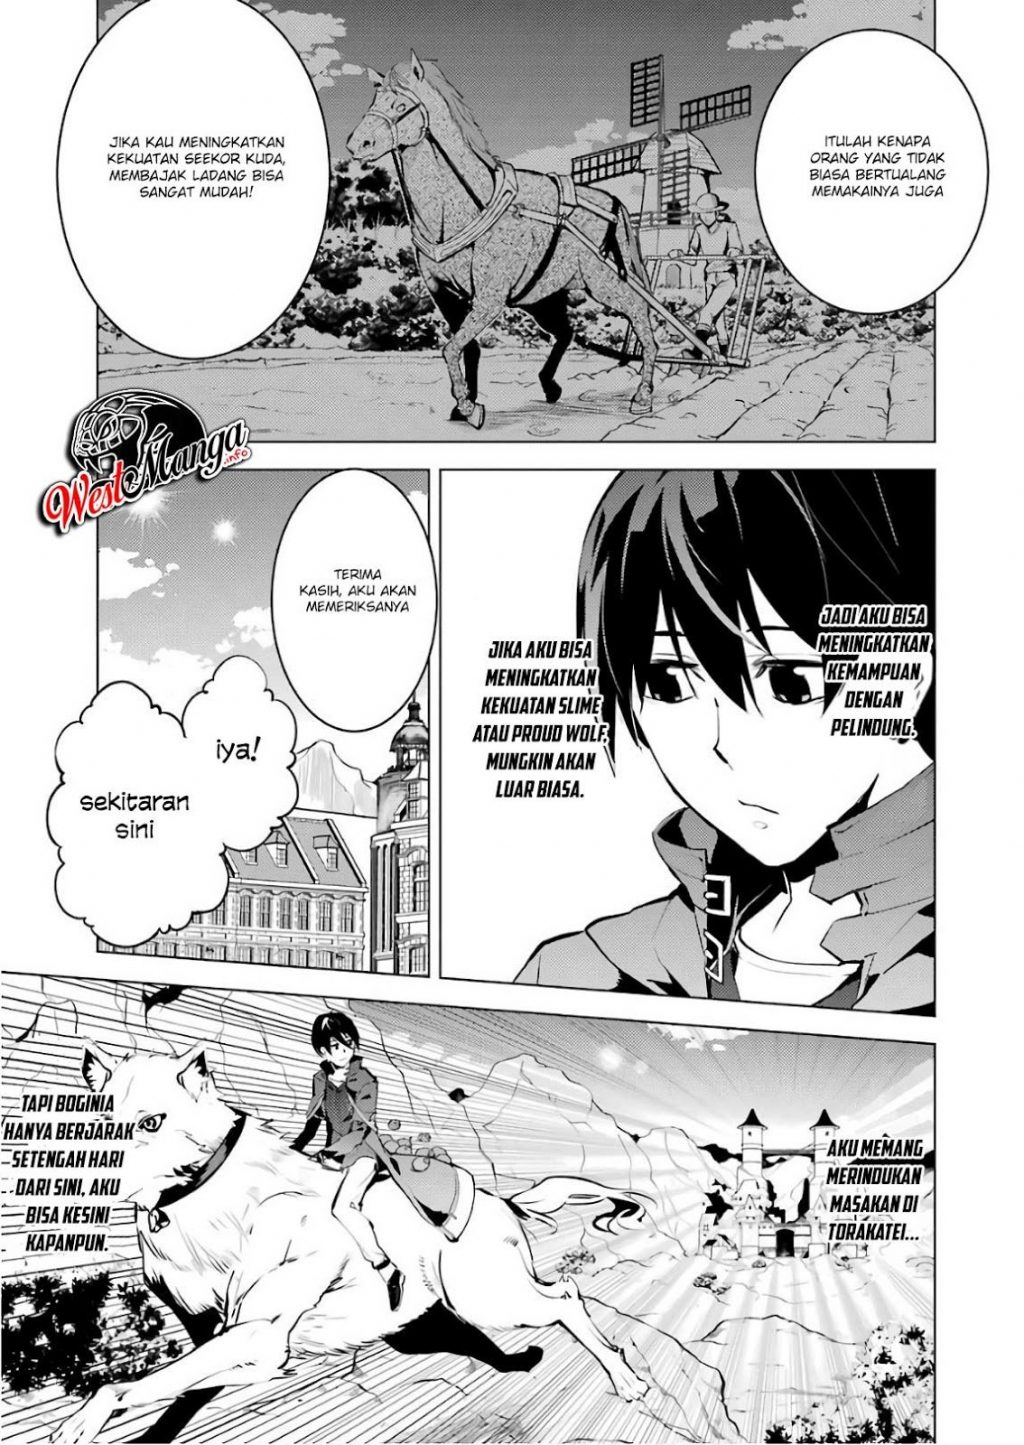 ITULAH KENAPA
ORANG YANG TIDAK
BIASA BERTUALANG
MEMAKAINYA JUGA
JIKA KAU MENINGKATKAN
KEKUATAN SEEKOR KUDA,
MEMBAJAK LADANG BISA
SANGAT MUDAH!
WestManga
.info
JADI AKU BISA
MENINGKATKAN
KEMAMPUAN
DENGAN
PELINDUNG.
JIKA AKU BISA
MENINGKATKAN
KEKUATAN SLIME
ATAU PROUD WOLF,
MUNGKIN AKAN
LUAR BIASA.
TERIMA
KASIH, AKU AKAN
MEMERIKSANYA
iya!
sekitaran
sini
AKU MEMANG
MERINDUKAN
MASAKAN DI
TORAKATEI...
TAPI BOGINIA
HANYA BERJARAK
SETENGAH HARI
DARI SINI, AKU
BISA KESINI
KAPANPUN.